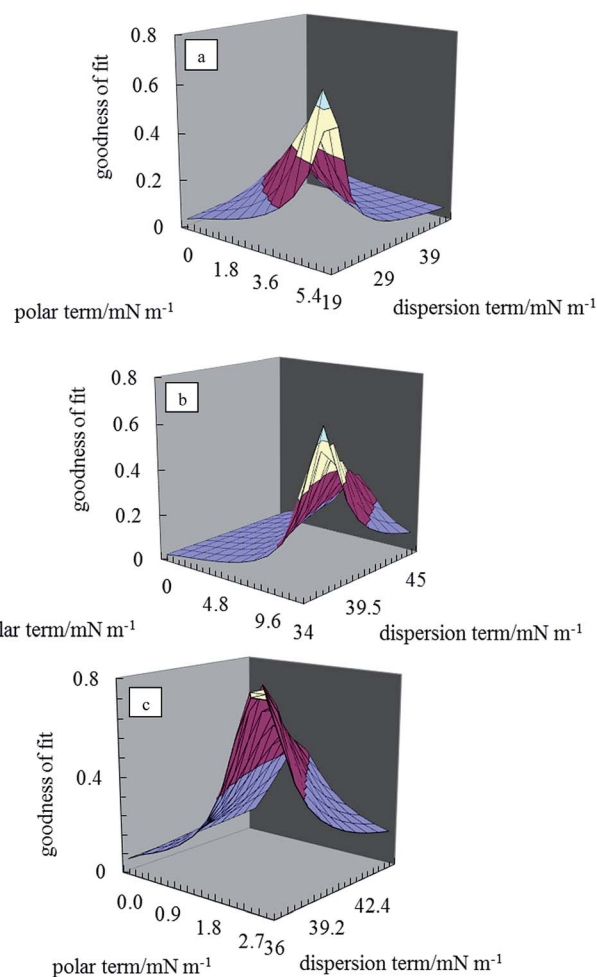 0.8
a
0.6
goodness of fit
0.4
0.2
0
0
1.8
3.6
5.4
19
29
39
polar term/mN m-1
dispersion term/mN m-1
0.8
b
0.6
goodness of fit
0.4
0.2
0
0
4.8
9.6
34
39.5
45
lar term/mN m-1
dispersion term/mN m-1
0.8
c
goodness of fit
0.4
0
0.0
0.9
1.8
2.7
36
39.2
42.4
polar term/mN m-1
dispersion term/mN m-1